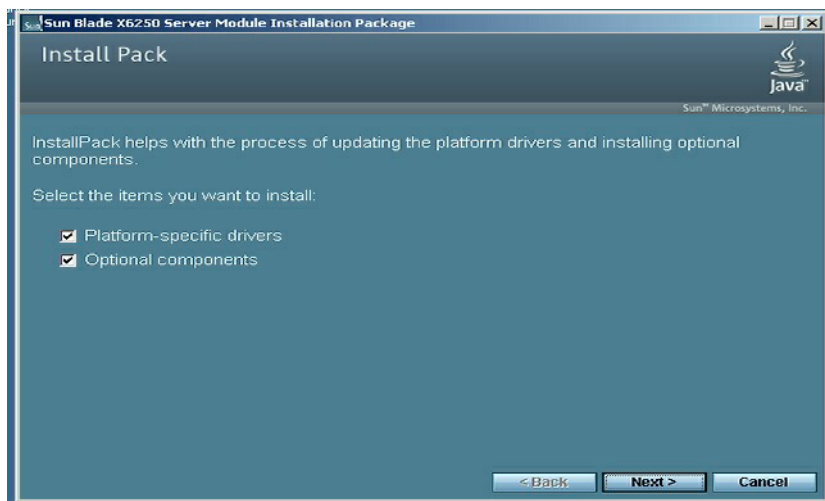 Sun Blade X6250 Server Module Installation Package
Install Pack
Java™
Sun™ Microsystems, Inc.
InstallPack helps with the process of updating the platform drivers and installing optional
components.
Select the items you want to install:
Platform-specific drivers
Optional components
< Back
Next >
Cancel